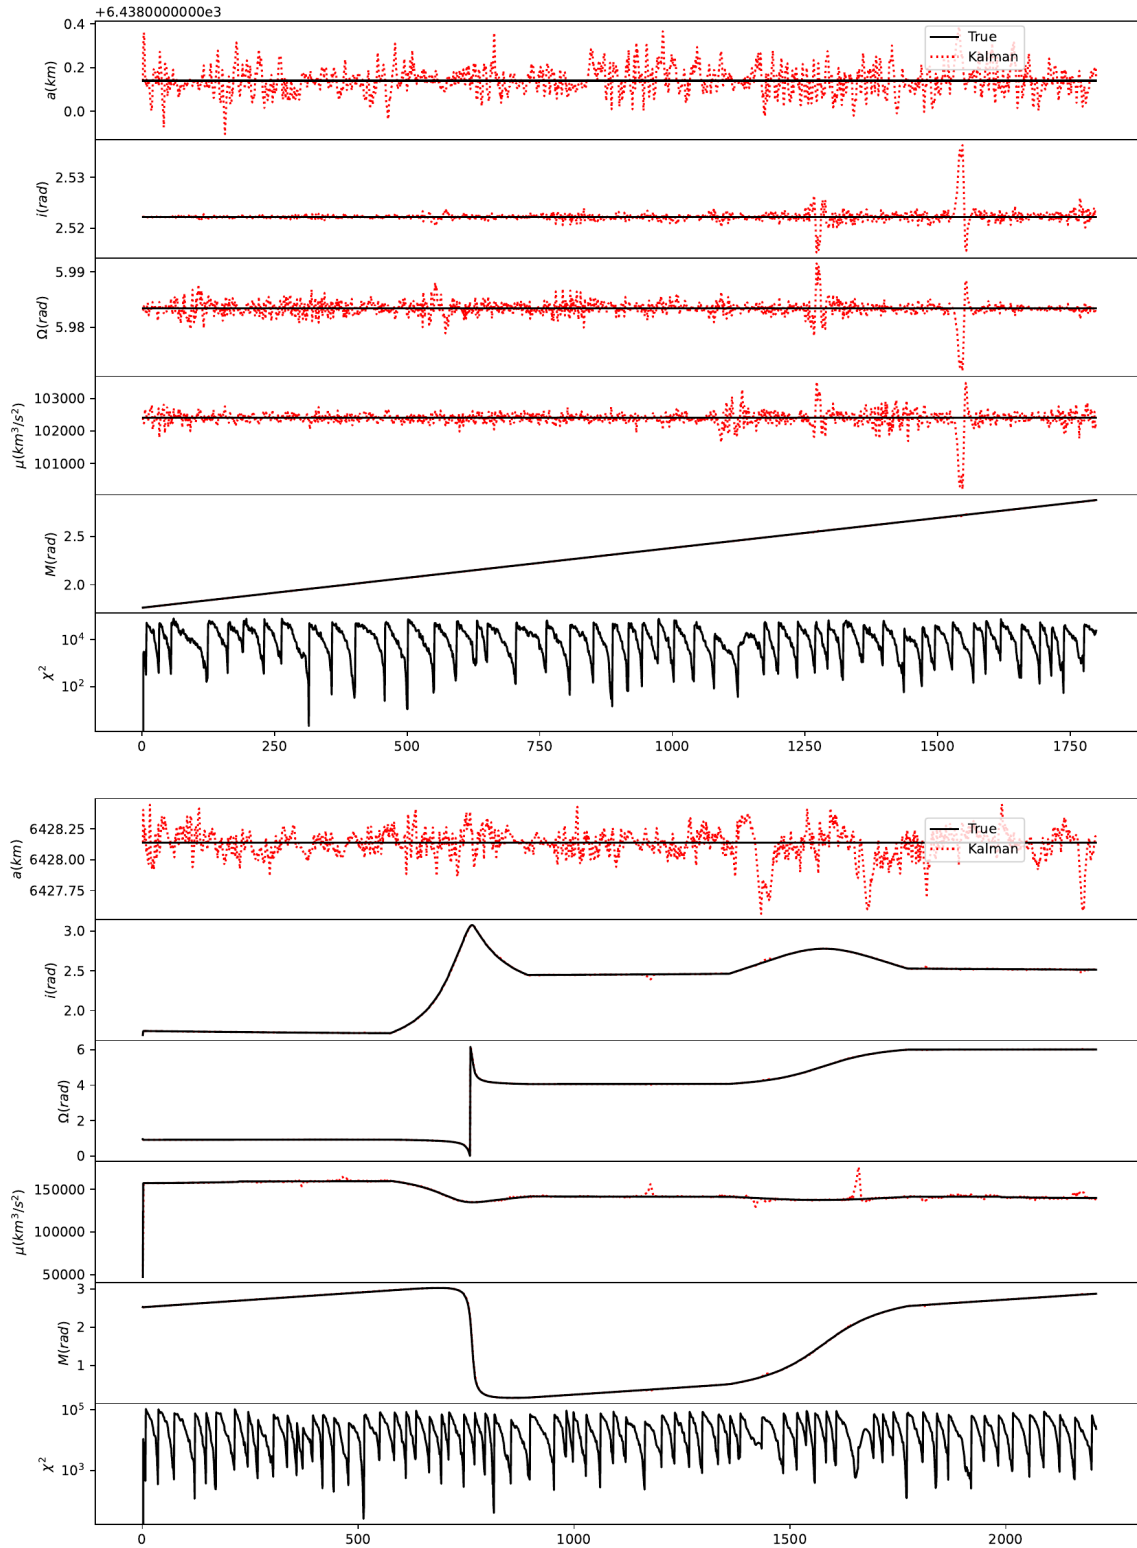 +6.4380000000e3
0.4
0.2
0.0
a(km)
True
Kalman
2.53
2.52
i(rad)
5.99
5.98
Ω(rad)
103000
102000
101000
μ(km³/s²)
2.5
2.0
M(rad)
10⁴
10²
χ²
0 250 500 750 1000 1250 1500 1750
6428.25
6428.00
6427.75
a(km)
True
Kalman
3.0
2.5
2.0
i(rad)
6
4
2
0
Ω(rad)
150000
100000
50000
μ(km³/s²)
3
2
1
M(rad)
10⁵
10³
χ²
0 500 1000 1500 2000